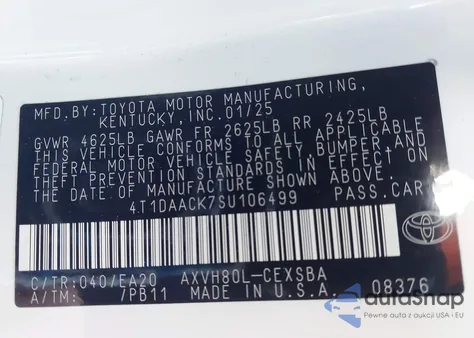 MFD.BY:TOYOTA MOTOR MANUFACTURING,
KENTUCKY,INC.01/25
GVWR 4625LB GAWR FR 2625LB RR 2425LB
THIS VEHICLE CONFORMS TO ALL APPLICABLE
FEDERAL MOTOR VEHICLE SAFETY BUMPER AND
THEFT PREVENTION STANDARDS IN EFFECT ON
THE DATE OF MANUFACTURE SHOWN ABOVE.
4T1DAACK7SU106499 PASS.CAR
C/TR:040/EA20 AXVH80L-CEXSBA
A/TM: /PB11 MADE IN U.S.A. 08376
TOYOTA
autoSnap
Pewne auta z aukcji USA i EU